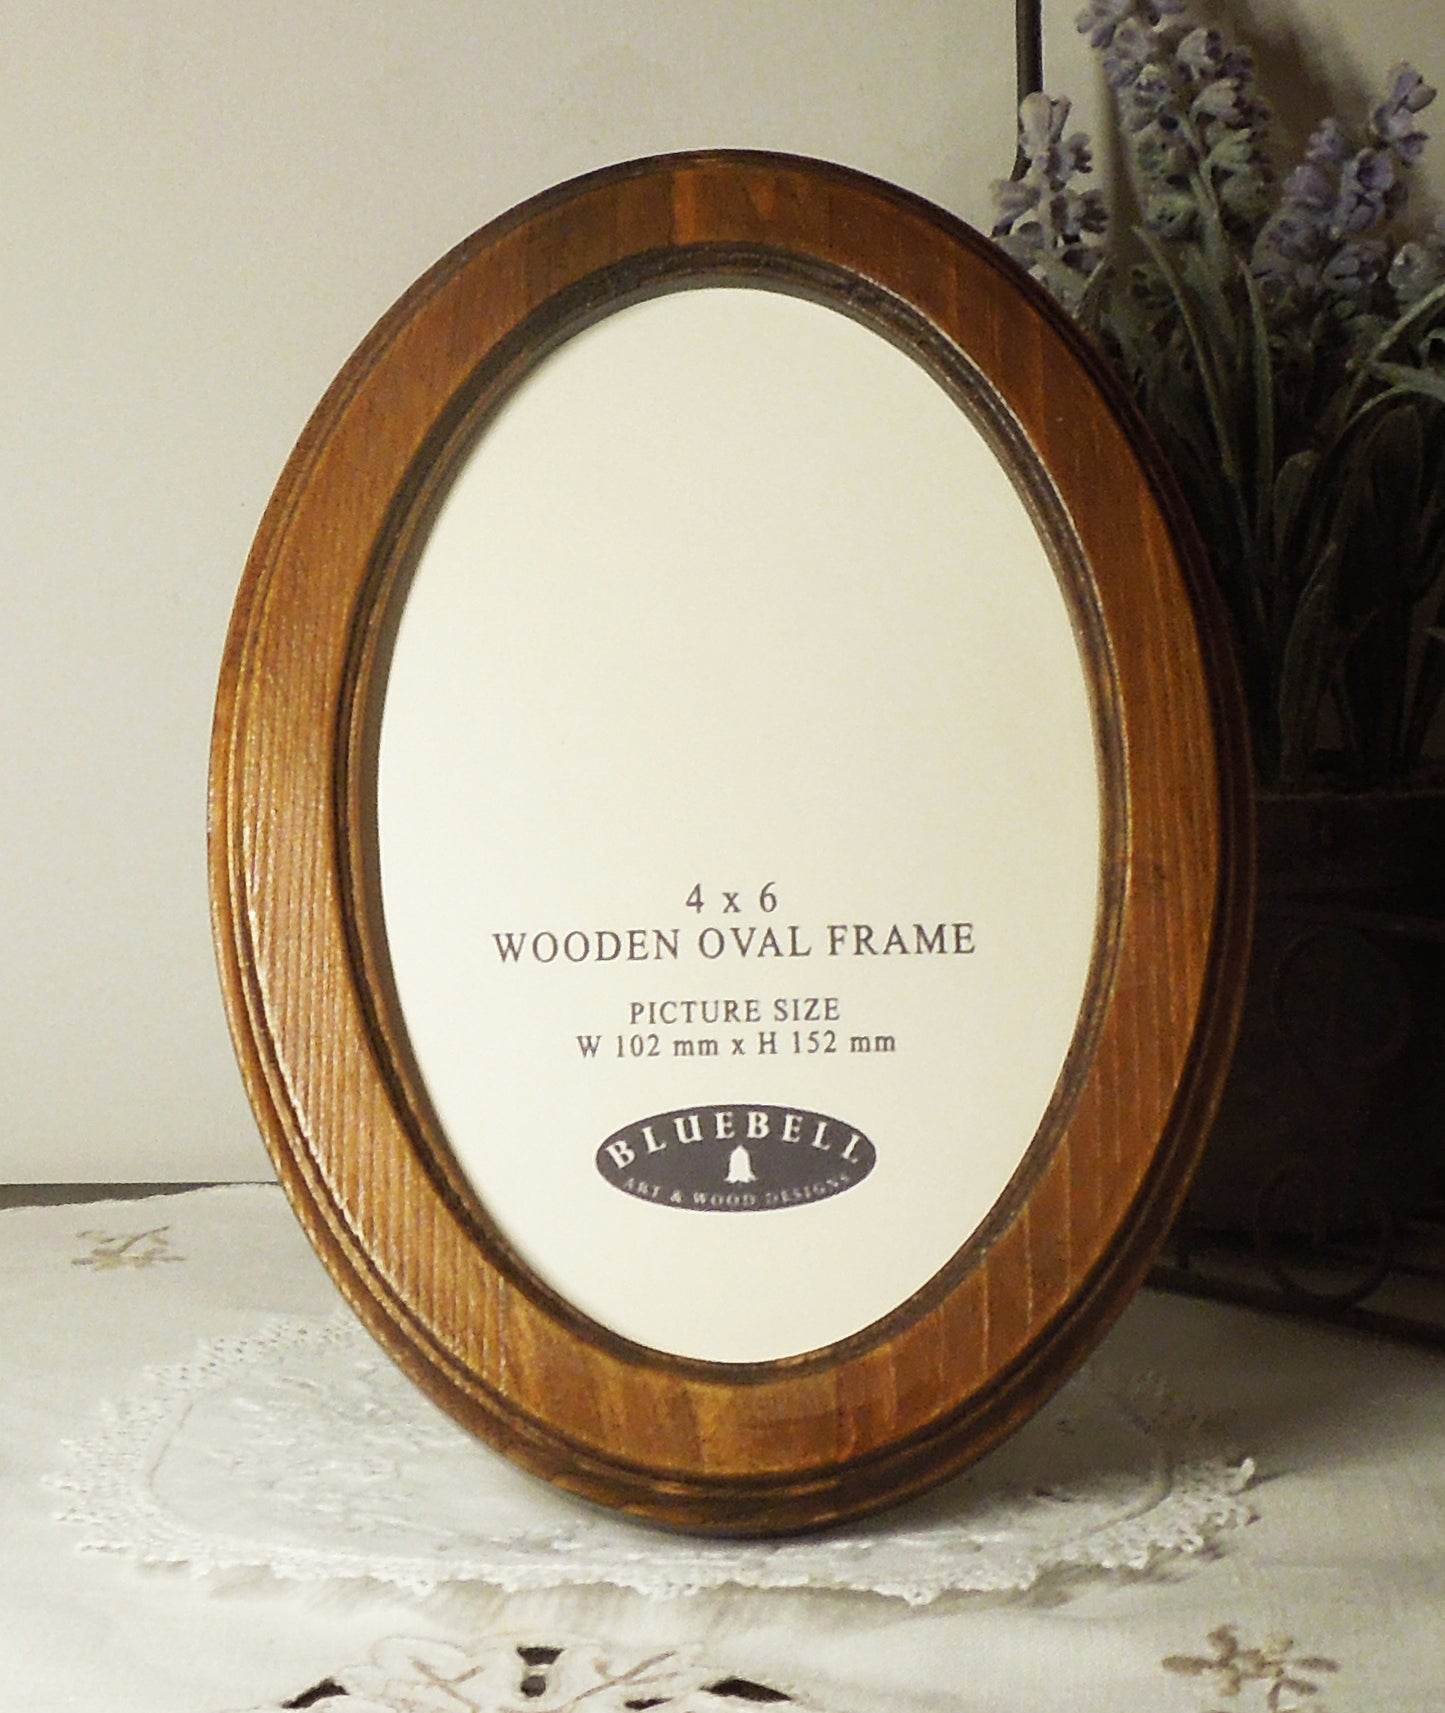 4 x 6
WOODEN OVAL FRAME
PICTURE SIZE
W 102 mm x H 152 mm
BLUEBELL
ART & WOOD DESIGNS